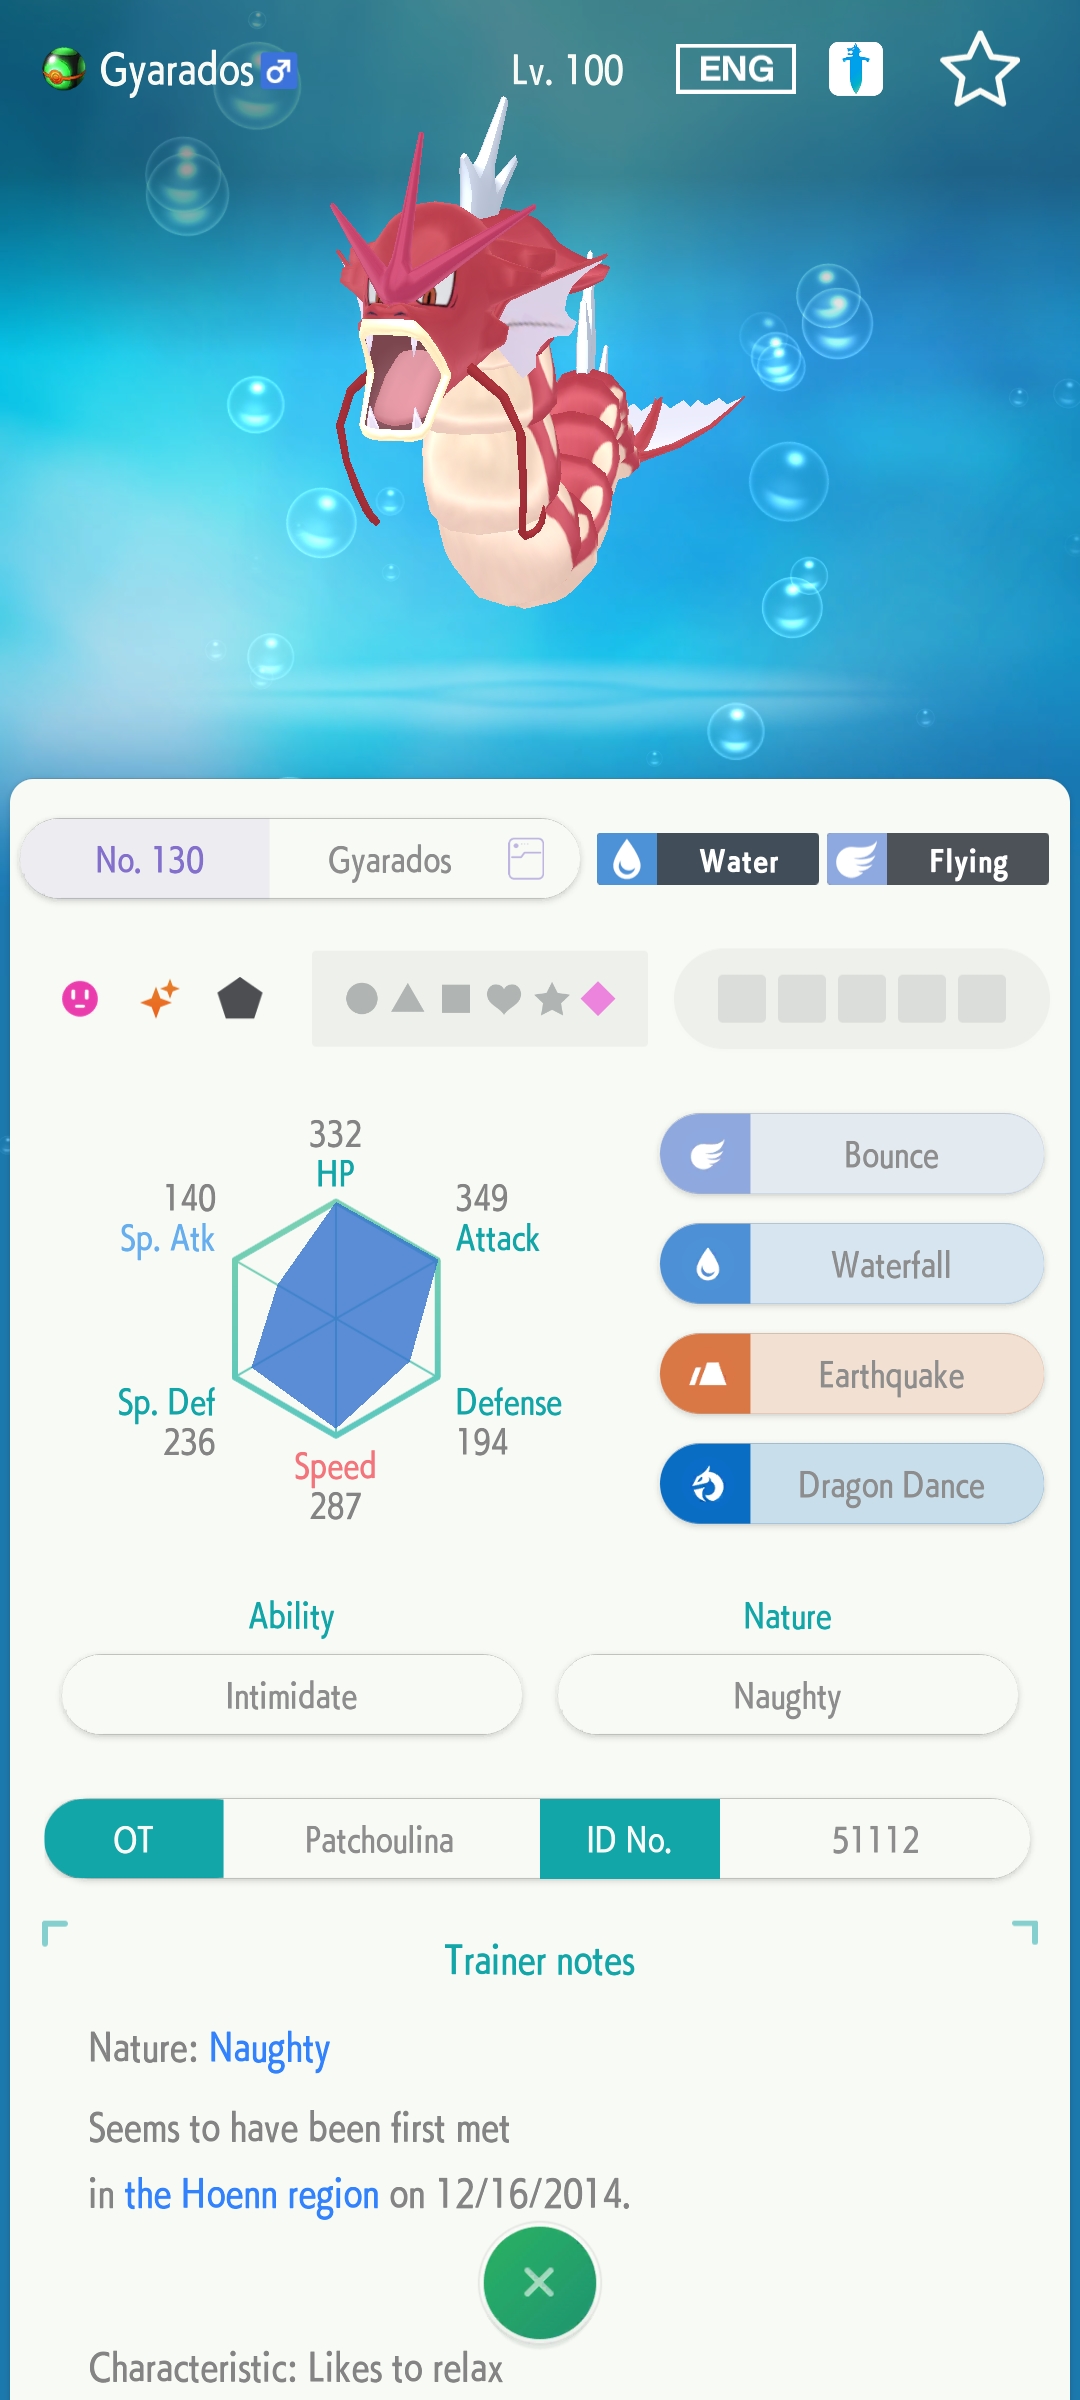 Gyarados ♂ Lv. 100 ENG
No. 130 Gyarados Water Flying
332
HP
140
Sp. Atk
349
Attack
Sp. Def
236
Defense
194
Speed
287
Bounce
Waterfall
Earthquake
Dragon Dance
Ability
Intimidate
Nature
Naughty
OT Patchoulina ID No. 51112
Trainer notes
Nature: Naughty
Seems to have been first met
in the Hoenn region on 12/16/2014.
Characteristic: Likes to relax